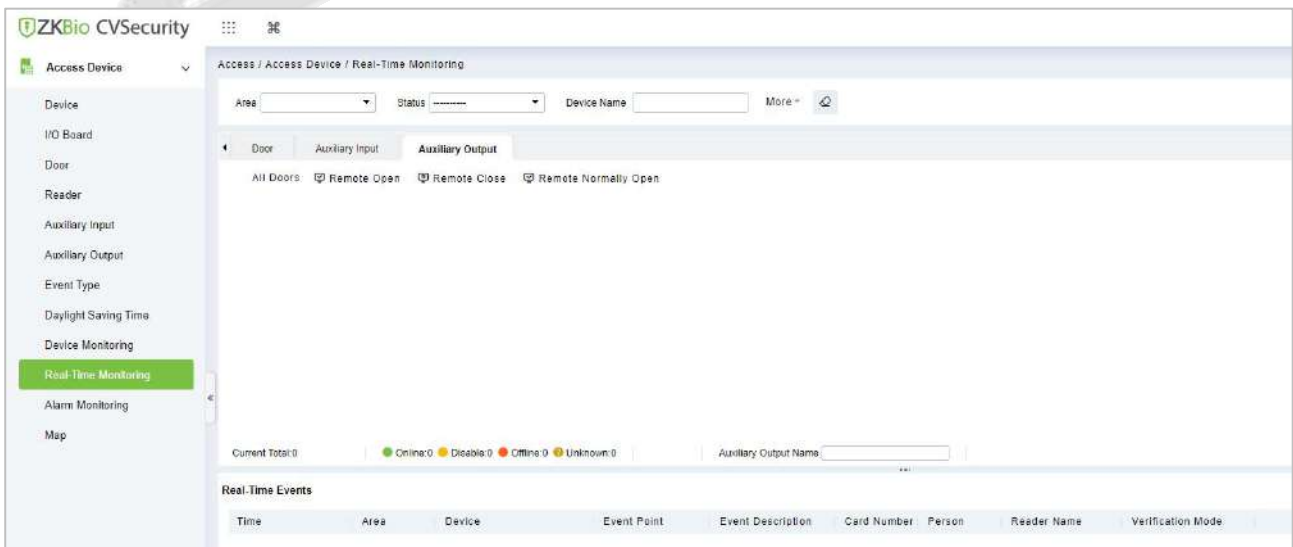 ZKBio CVSecurity
Access Device
Access / Access Device / Real-Time Monitoring
Device
Area Status ---------- Device Name More
I/O Board
Door Auxiliary Input Auxiliary Output
Door
All Doors Remote Open Remote Close Remote Normally Open
Reader
Auxiliary Input
Auxiliary Output
Event Type
Daylight Saving Time
Device Monitoring
Real-Time Monitoring
Alarm Monitoring
Map
Current Total:0 Online:0 Disable:0 Offline:0 Unknown:0 Auxiliary Output Name
Real-Time Events
Time Area Device Event Point Event Description Card Number Person Reader Name Verification Mode